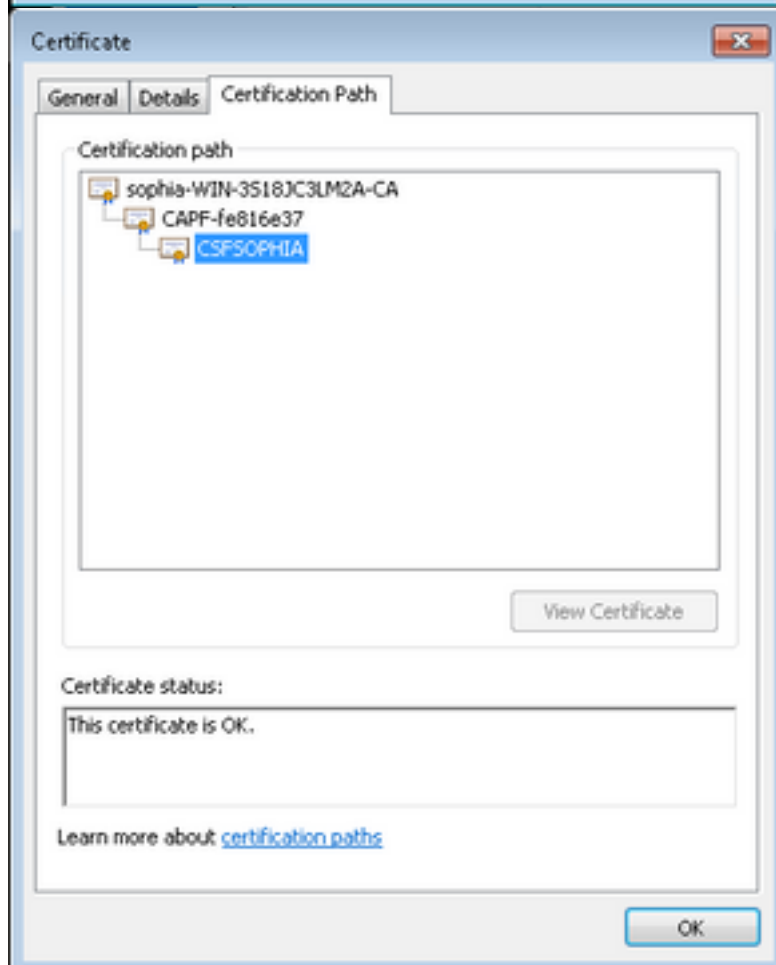 Certificate
General Details Certification Path
Certification path
sophia-WIN-3S18JC3LM2A-CA
CAPF-fe816e37
CSFSOPHIA
View Certificate
Certificate status:
This certificate is OK.
Learn more about certification paths
OK